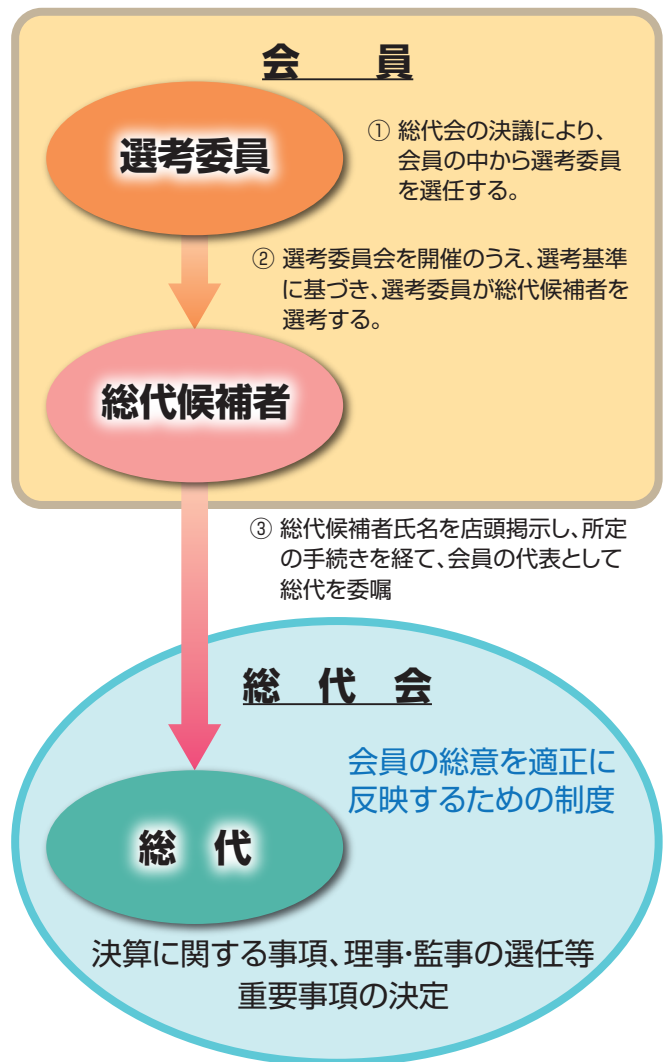 会　員
選考委員
① 総代会の決議により、
会員の中から選考委員
を選任する。
② 選考委員会を開催のうえ、選考基準
に基づき、選考委員が総代候補者を
選考する。
総代候補者
③ 総代候補者氏名を店頭掲示し、所定
の手続きを経て、会員の代表として
総代を委嘱
総　代　会
会員の総意を適正に
反映するための制度
総　代
決算に関する事項、理事・監事の選任等
重要事項の決定